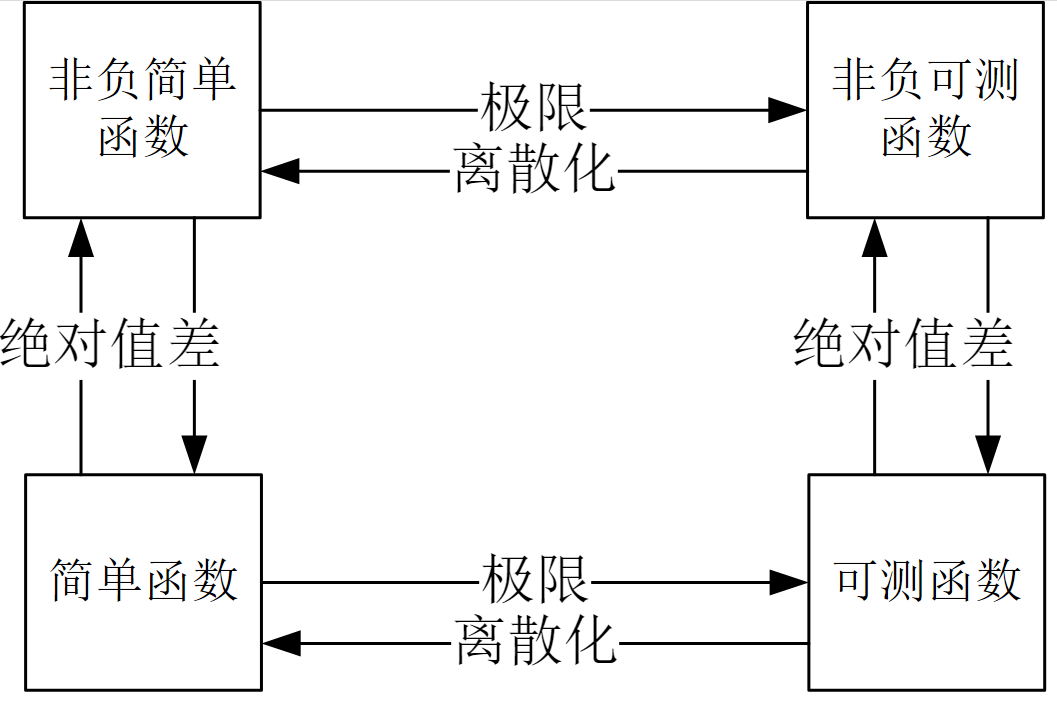 非负简单
函数
极限
离散化
非负可测
函数
绝对值差
绝对值差
简单函数
极限
离散化
可测函数